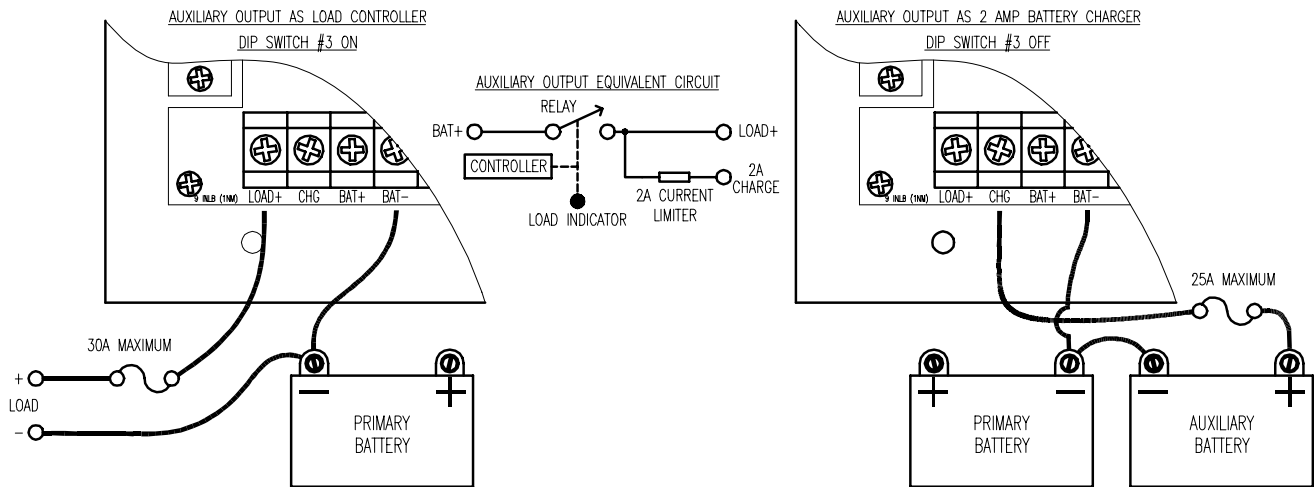 AUXILIARY OUTPUT AS LOAD CONTROLLER
DIP SWITCH #3 ON
9 INLB (1NM)
LOAD+ CHG BAT+ BAT-
30A MAXIMUM
+
LOAD
-
PRIMARY
BATTERY
AUXILIARY OUTPUT EQUIVALENT CIRCUIT
RELAY
BAT+
LOAD+
CONTROLLER
2A
CHARGE
2A CURRENT
LIMITER
LOAD INDICATOR
AUXILIARY OUTPUT AS 2 AMP BATTERY CHARGER
DIP SWITCH #3 OFF
9 INLB (1NM)
LOAD+ CHG BAT+ BAT-
25A MAXIMUM
PRIMARY
BATTERY
AUXILIARY
BATTERY